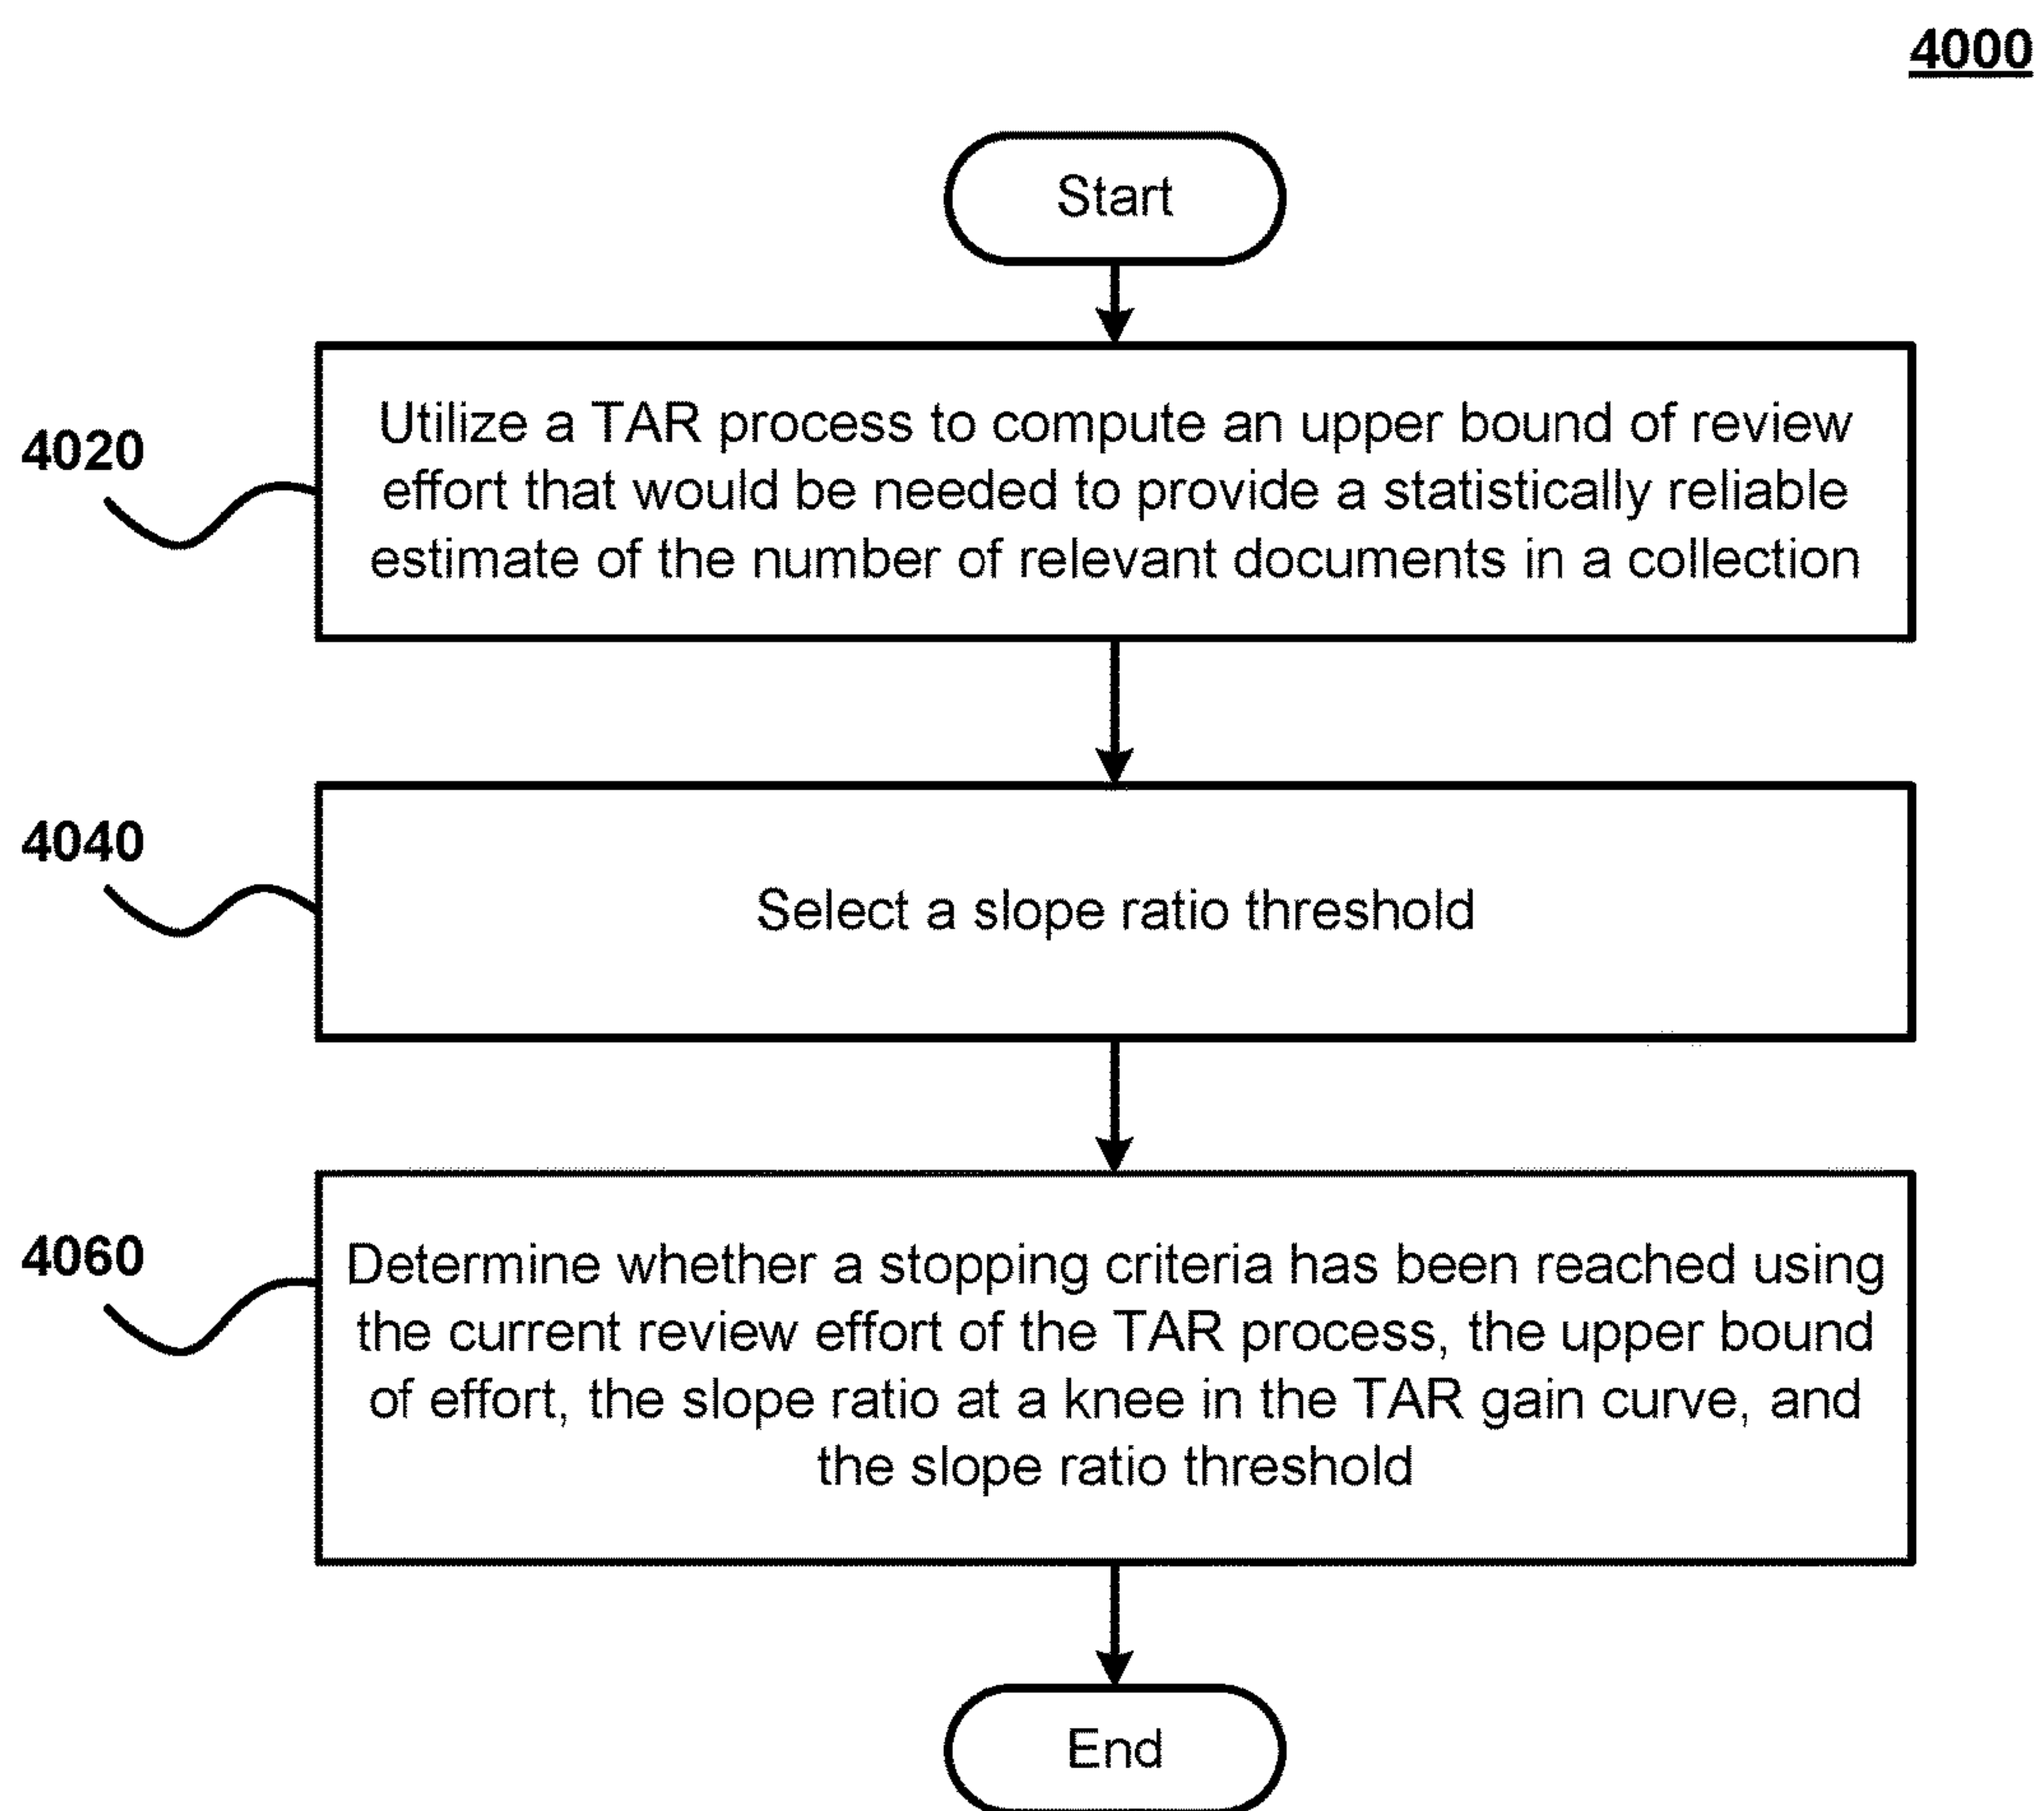 4000
Start
4020
Utilize a TAR process to compute an upper bound of review
effort that would be needed to provide a statistically reliable
estimate of the number of relevant documents in a collection
4040
Select a slope ratio threshold
4060
Determine whether a stopping criteria has been reached using
the current review effort of the TAR process, the upper bound
of effort, the slope ratio at a knee in the TAR gain curve, and
the slope ratio threshold
End